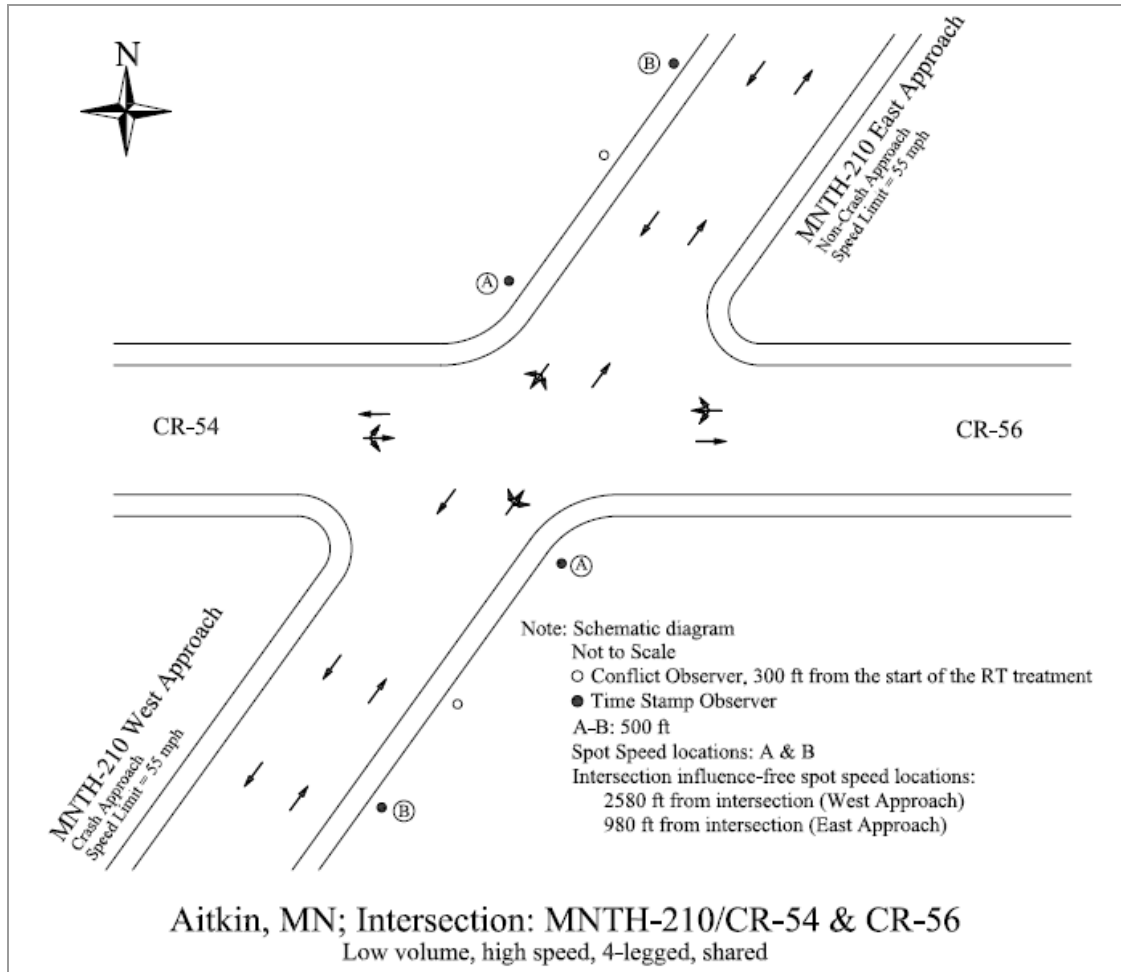 N
B
MNTH-210 East Approach
Non-Crash Approach
Speed Limit = 55 mph
A
CR-54
CR-56
A
MNTH-210 West Approach
Crash Approach
Speed Limit = 55 mph
B
Note: Schematic diagram
Not to Scale
Conflict Observer, 300 ft from the start of the RT treatment
Time Stamp Observer
A-B: 500 ft
Spot Speed locations: A & B
Intersection influence-free spot speed locations:
2580 ft from intersection (West Approach)
980 ft from intersection (East Approach)
Aitkin, MN; Intersection: MNTH-210/CR-54 & CR-56
Low volume, high speed, 4-legged, shared